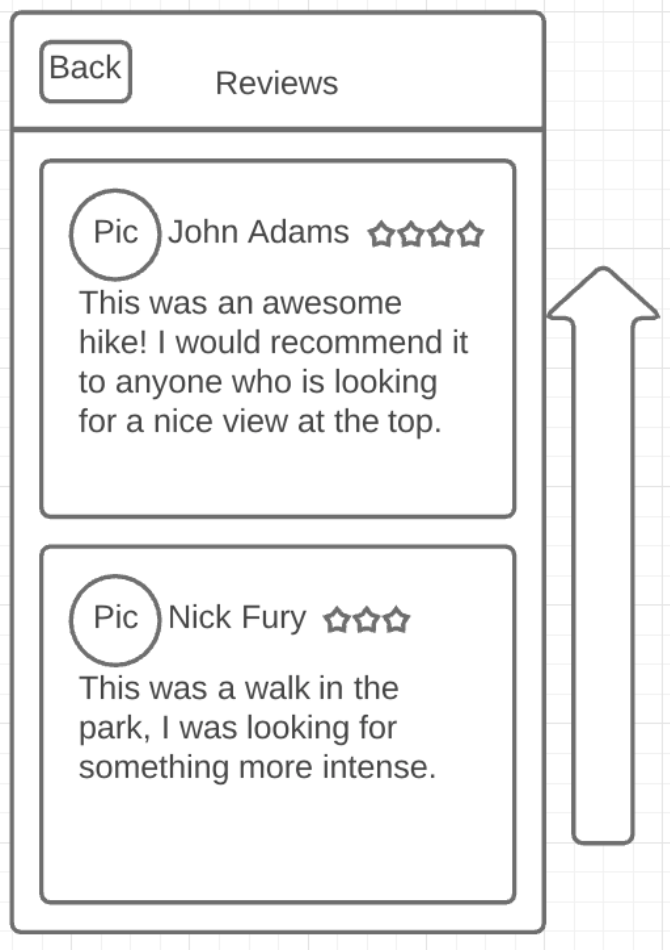 Back
Reviews
Pic John Adams
This was an awesome
hike! I would recommend it
to anyone who is looking
for a nice view at the top.
Pic Nick Fury
This was a walk in the
park, I was looking for
something more intense.